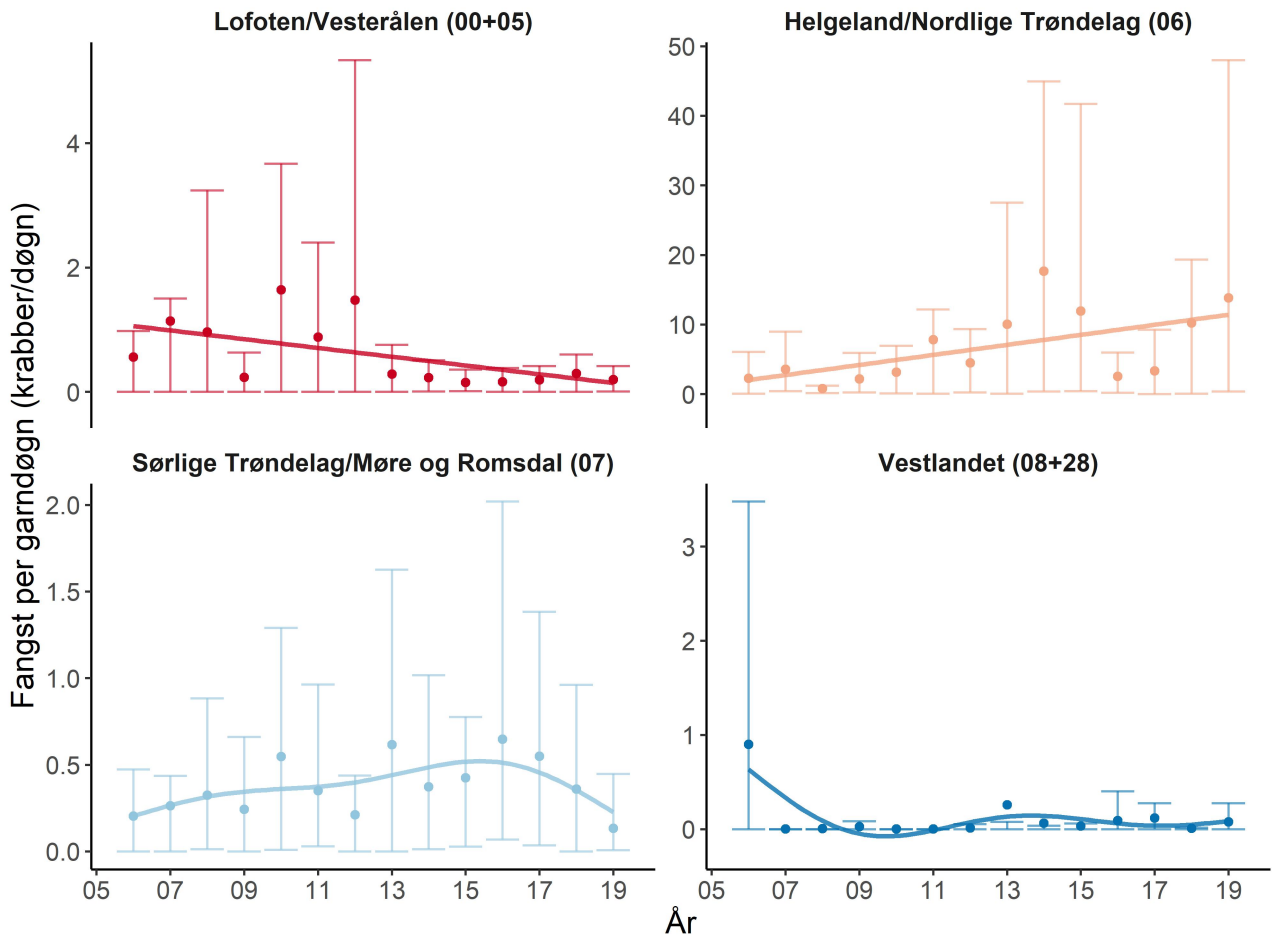 Lofoten/Vesterålen (00+05)
Helgeland/Nordlige Trøndelag (06)
4
2
0
50
40
30
20
10
0
Fangst per garndøgn (krabber/døgn)
Sørlige Trøndelag/Møre og Romsdal (07)
Vestlandet (08+28)
2.0
1.5
1.0
0.5
0.0
3
2
1
0
05 07 09 11 13 15 17 19
05 07 09 11 13 15 17 19
År